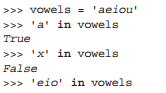 >>> vowels = 'aeiou'
>>> 'a' in vowels
True
>>> 'x' in vowels
False
>>> 'eio' in vowels